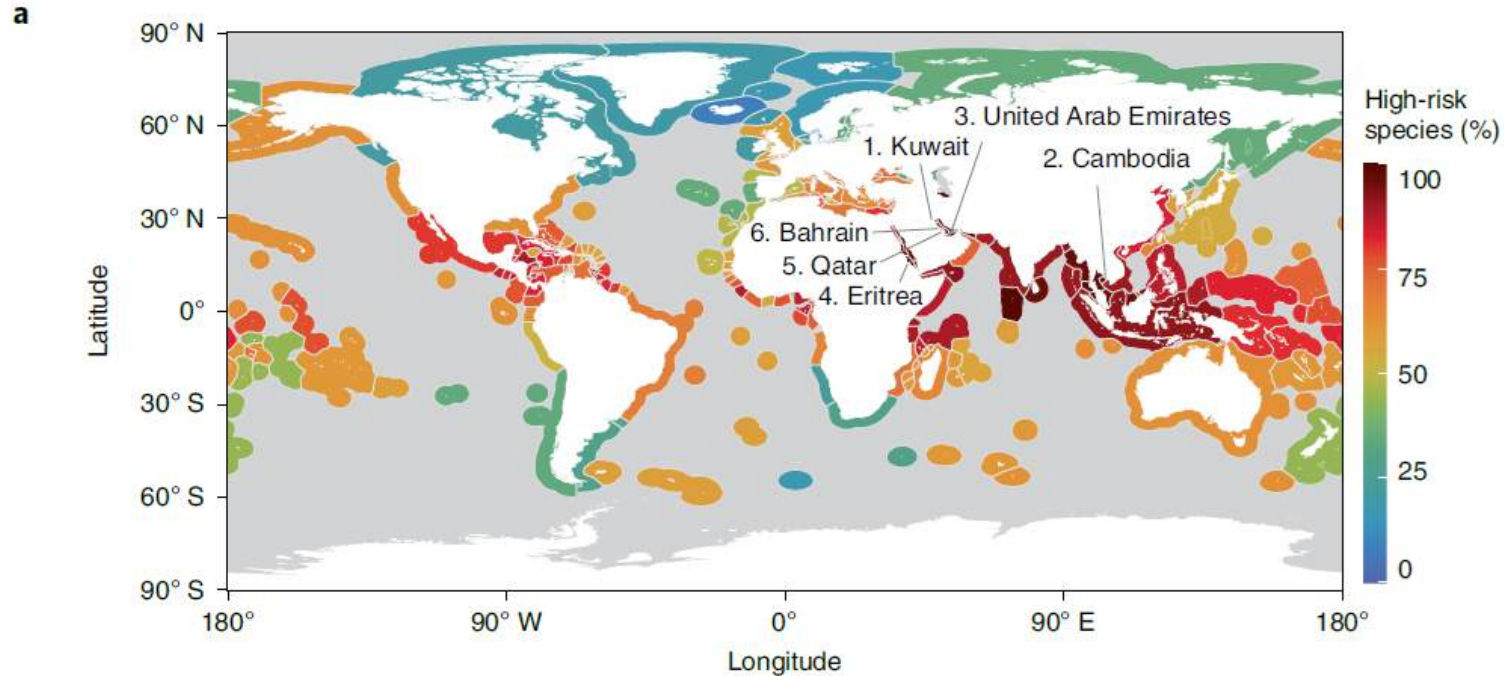 a
90° N
60° N
30° N
0°
30° S
60° S
90° S
Latitude
180°
90° W
0°
90° E
180°
Longitude
3. United Arab Emirates
1. Kuwait
2. Cambodia
6. Bahrain
5. Qatar
4. Eritrea
High-risk
species (%)
100
75
50
25
0